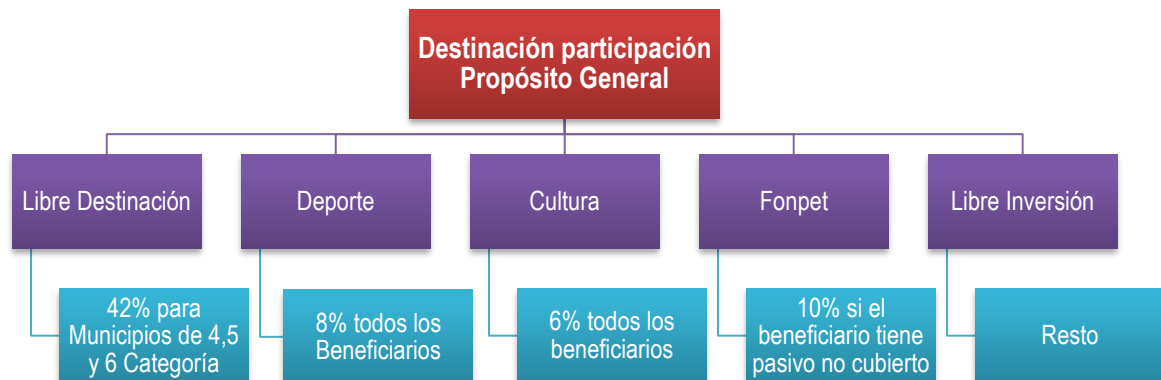 Destinación participación
Propósito General
Libre Destinación
Deporte
Cultura
Fonpet
Libre Inversión
42% para
Municipios de 4,5
y 6 Categoría
8% todos los
Beneficiarios
6% todos los
beneficiarios
10% si el
beneficiario tiene
pasivo no cubierto
Resto